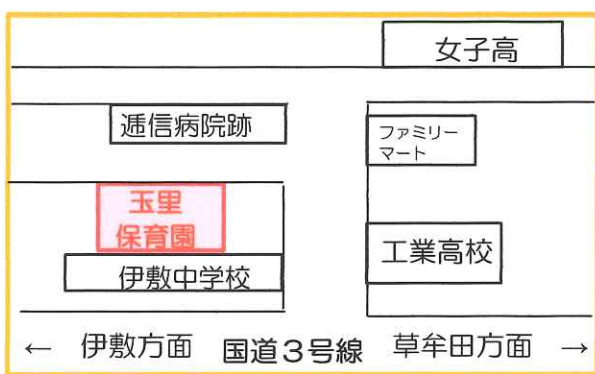 女子高
逓信病院跡
ファミリー
マート
玉里
保育園
伊敷中学校
工業高校
← 伊敷方面 国道3号線 草牟田方面 →